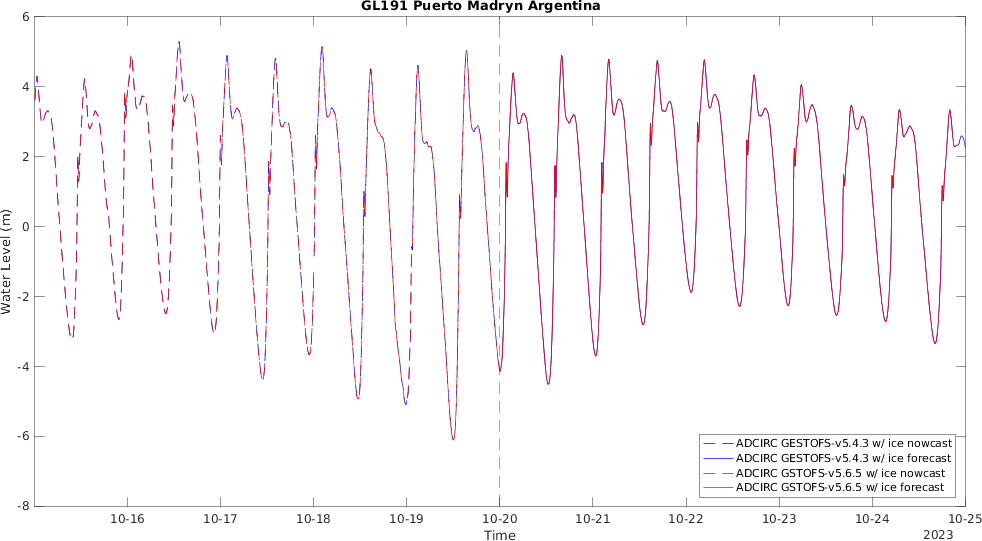 GL191 Puerto Madryn Argentina
6
4
2
0
-2
-4
-6
-8
Water Level (m)
ADCIRC GESTOFS-v5.4.3 w/ ice nowcast
ADCIRC GESTOFS-v5.4.3 w/ ice forecast
ADCIRC GSTOFS-v5.6.5 w/ ice nowcast
ADCIRC GSTOFS-v5.6.5 w/ ice forecast
10-16 10-17 10-18 10-19 10-20 10-21 10-22 10-23 10-24 10-25
Time
2023